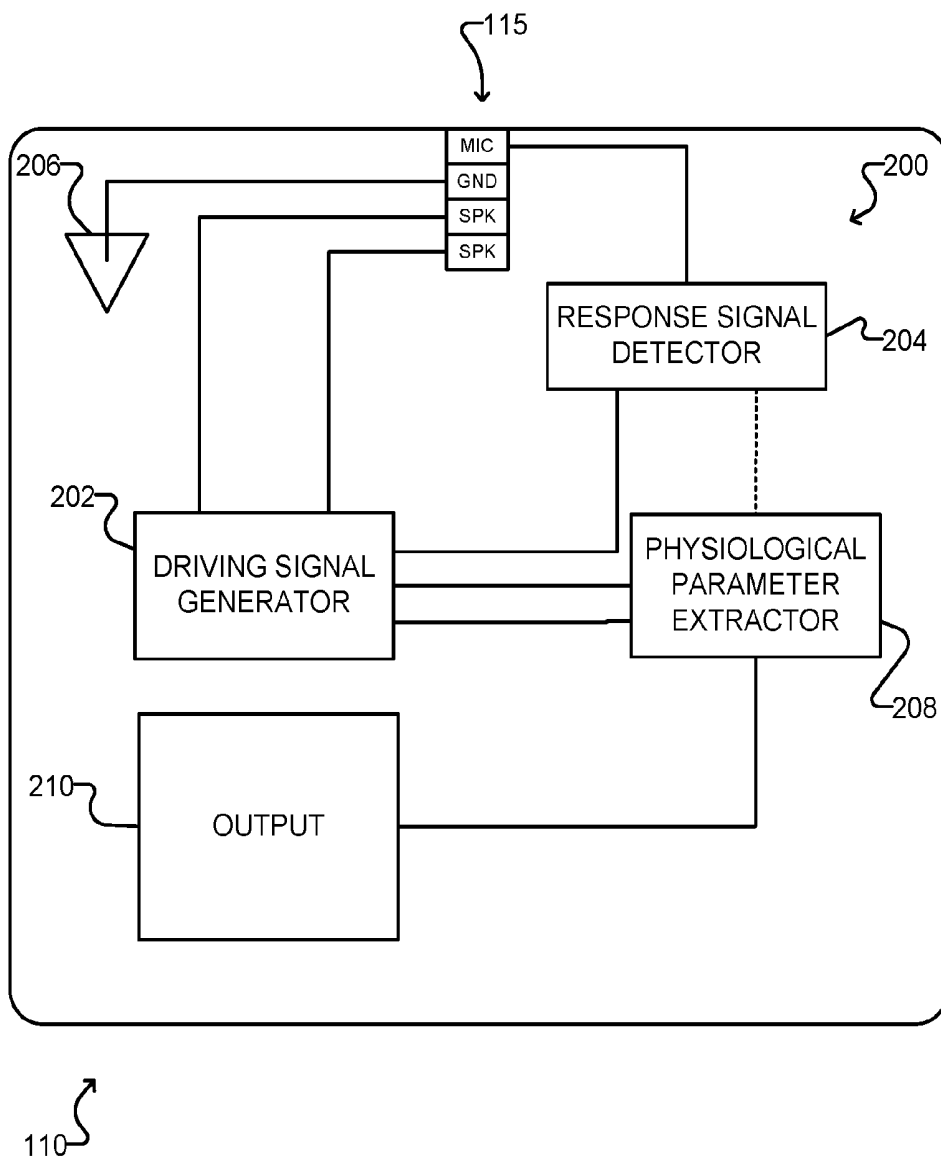 115
MIC
GND
SPK
SPK
206
200
RESPONSE SIGNAL
DETECTOR
204
202
DRIVING SIGNAL
GENERATOR
PHYSIOLOGICAL
PARAMETER
EXTRACTOR
208
210
OUTPUT
110